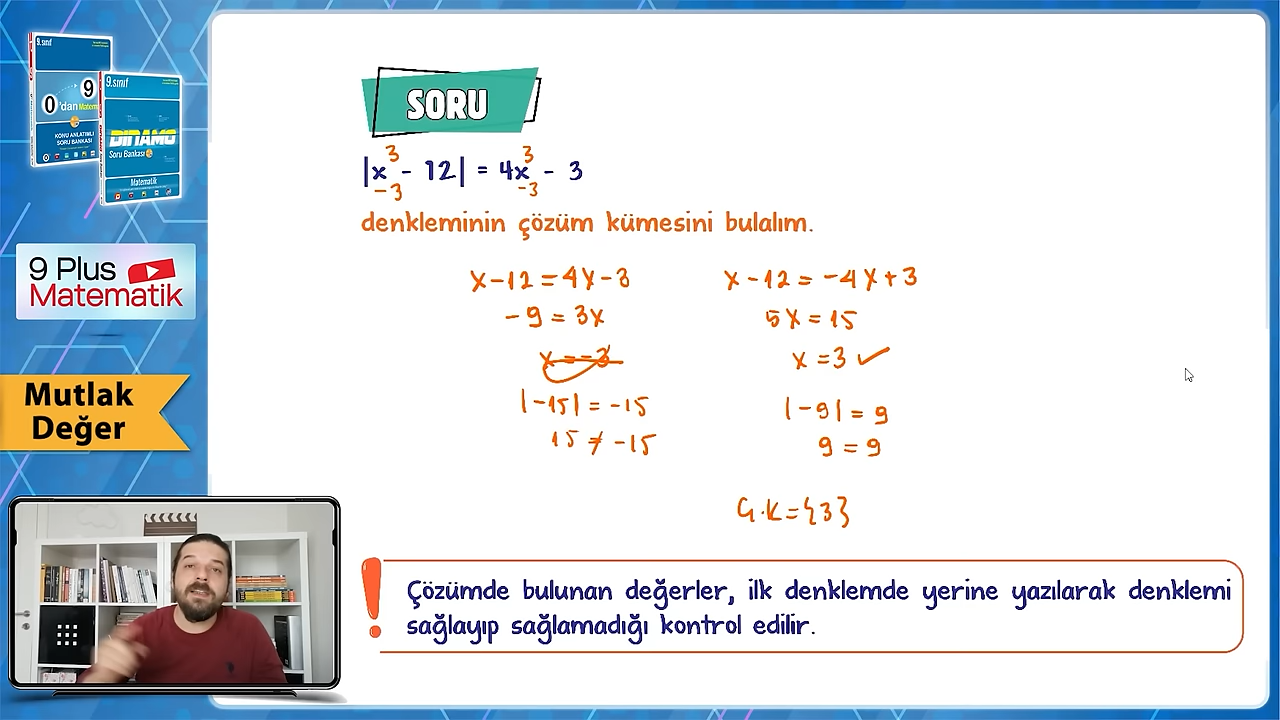 9.sınıf
0'dan 9
KONU ANLATIMLI
SORU BANKASI
9.sınıf
DİNAMO
Soru Bankası
Matematik
9 Plus
Matematik
Mutlak
Değer
SORU
3 3
|x - 12| = 4x - 3
-3 -3
denkleminin çözüm kümesini bulalım.
x-12=4x-3 x-12=-4x+3
-9=3x 5x=15
x=-3 x=3 ✓
|-15|=-15 |-9|=9
15≠-15 9=9
Ç.K={3}
! Çözümde bulunan değerler, ilk denklemde yerine yazılarak denklemi
sağlayıp sağlamadığı kontrol edilir.